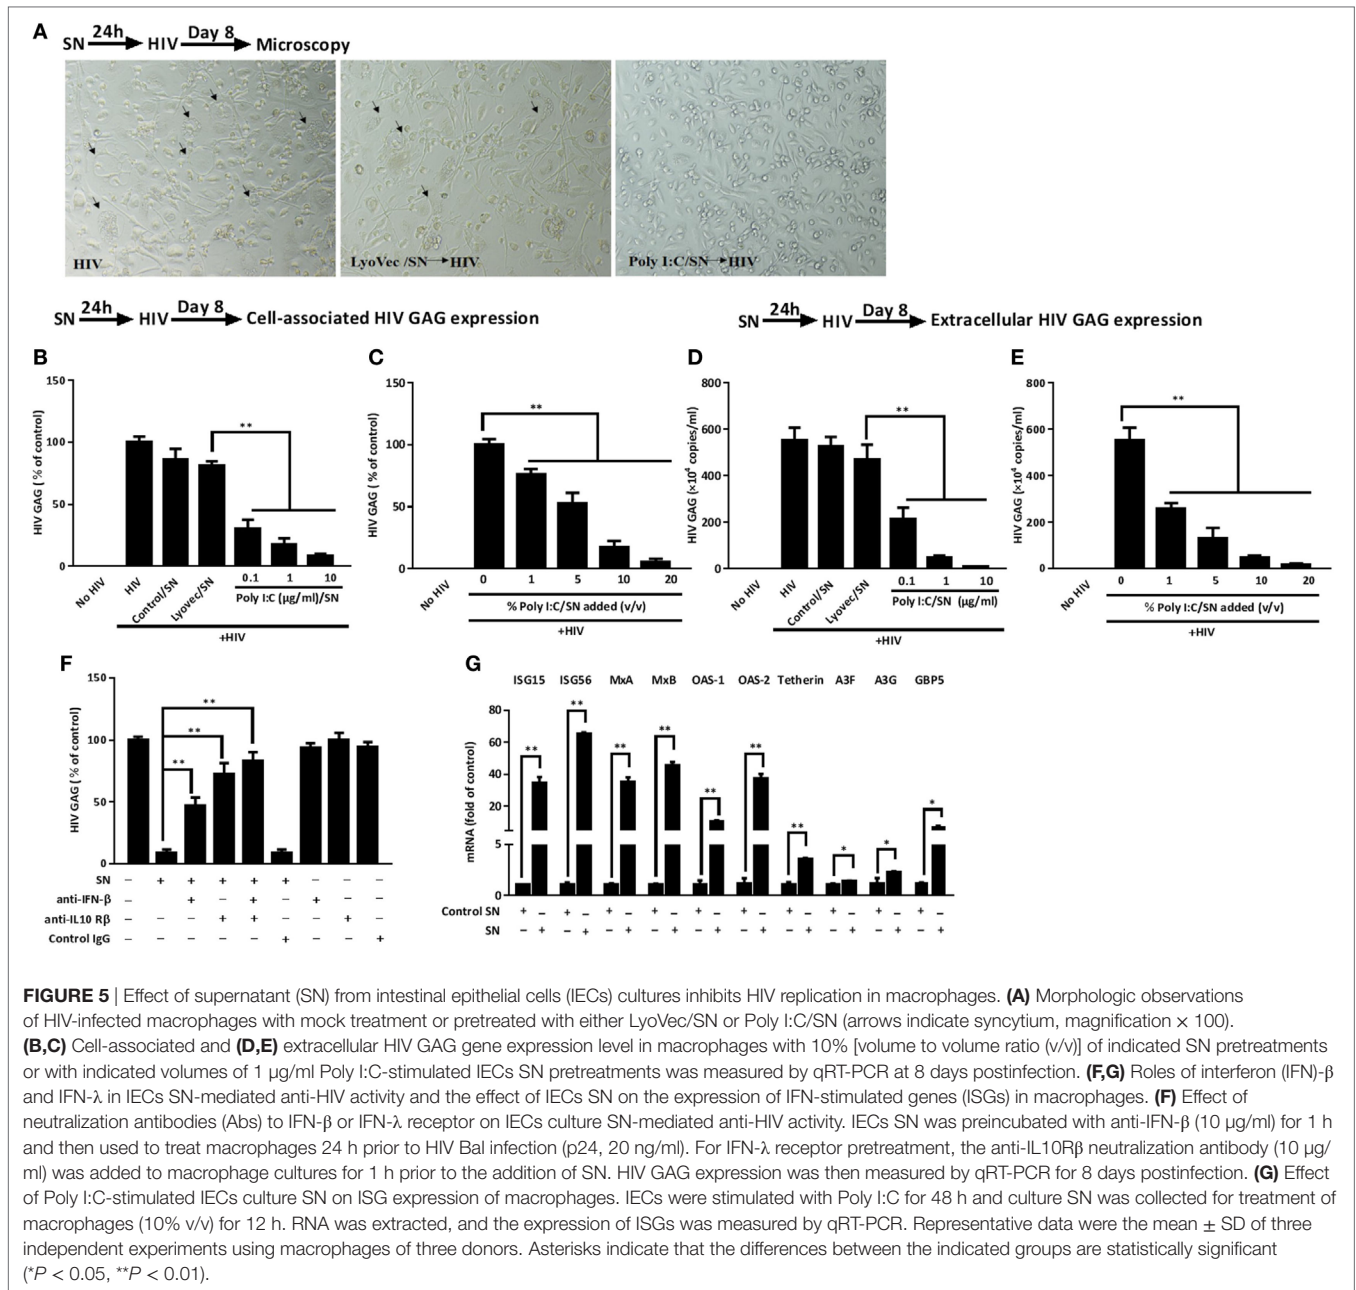 A
SN 24h HIV Day 8 Microscopy
HIV
LyoVec /SN HIV
Poly I:C/SN HIV
SN 24h HIV Day 8 Cell-associated HIV GAG expression
SN 24h HIV Day 8 Extracellular HIV GAG expression
B
HIV GAG ( % of control)
150
100
50
0
**
No HIV
HIV
Control/SN
Lyovec/SN
0.1 1 10
Poly I:C (µg/ml)/SN
+HIV
C
HIV GAG ( % of control)
150
100
50
0
**
No HIV
0 1 5 10 20
% Poly I:C/SN added (v/v)
+HIV
D
HIV GAG (×10⁴ copies/ml)
800
600
400
200
0
**
No HIV
HIV
Control/SN
Lyovec/SN
0.1 1 10
Poly I:C/SN (µg/ml)
+HIV
E
HIV GAG (×10⁴ copies/ml)
800
600
400
200
0
**
No HIV
0 1 5 10 20
% Poly I:C/SN added (v/v)
+HIV
F
HIV GAG ( % of control)
150
100
50
0
**
**
**
SN – + + + + + – – –
anti-IFN-β – – + – + – + – –
anti-IL10 Rβ – – – + + – – + –
Control IgG – – – – – + – – +
G
ISG15 ISG56 MxA MxB OAS-1 OAS-2 Tetherin A3F A3G GBP5
mRNA (fold of control)
80
60
40
20
5
0
** ** ** ** ** ** ** * * *
Control SN + – + – + – + – + – + – + – + – + – + –
SN – + – + – + – + – + – + – + – + – + – +
FIGURE 5 | Effect of supernatant (SN) from intestinal epithelial cells (IECs) cultures inhibits HIV replication in macrophages. (A) Morphologic observations
of HIV-infected macrophages with mock treatment or pretreated with either LyoVec/SN or Poly I:C/SN (arrows indicate syncytium, magnification × 100).
(B,C) Cell-associated and (D,E) extracellular HIV GAG gene expression level in macrophages with 10% [volume to volume ratio (v/v)] of indicated SN pretreatments
or with indicated volumes of 1 µg/ml Poly I:C-stimulated IECs SN pretreatments was measured by qRT-PCR at 8 days postinfection. (F,G) Roles of interferon (IFN)-β
and IFN-λ in IECs SN-mediated anti-HIV activity and the effect of IECs SN on the expression of IFN-stimulated genes (ISGs) in macrophages. (F) Effect of
neutralization antibodies (Abs) to IFN-β or IFN-λ receptor on IECs culture SN-mediated anti-HIV activity. IECs SN was preincubated with anti-IFN-β (10 µg/ml) for 1 h
and then used to treat macrophages 24 h prior to HIV Bal infection (p24, 20 ng/ml). For IFN-λ receptor pretreatment, the anti-IL10Rβ neutralization antibody (10 µg/
ml) was added to macrophage cultures for 1 h prior to the addition of SN. HIV GAG expression was then measured by qRT-PCR for 8 days postinfection. (G) Effect
of Poly I:C-stimulated IECs culture SN on ISG expression of macrophages. IECs were stimulated with Poly I:C for 48 h and culture SN was collected for treatment of
macrophages (10% v/v) for 12 h. RNA was extracted, and the expression of ISGs was measured by qRT-PCR. Representative data were the mean ± SD of three
independent experiments using macrophages of three donors. Asterisks indicate that the differences between the indicated groups are statistically significant
(*P < 0.05, **P < 0.01).